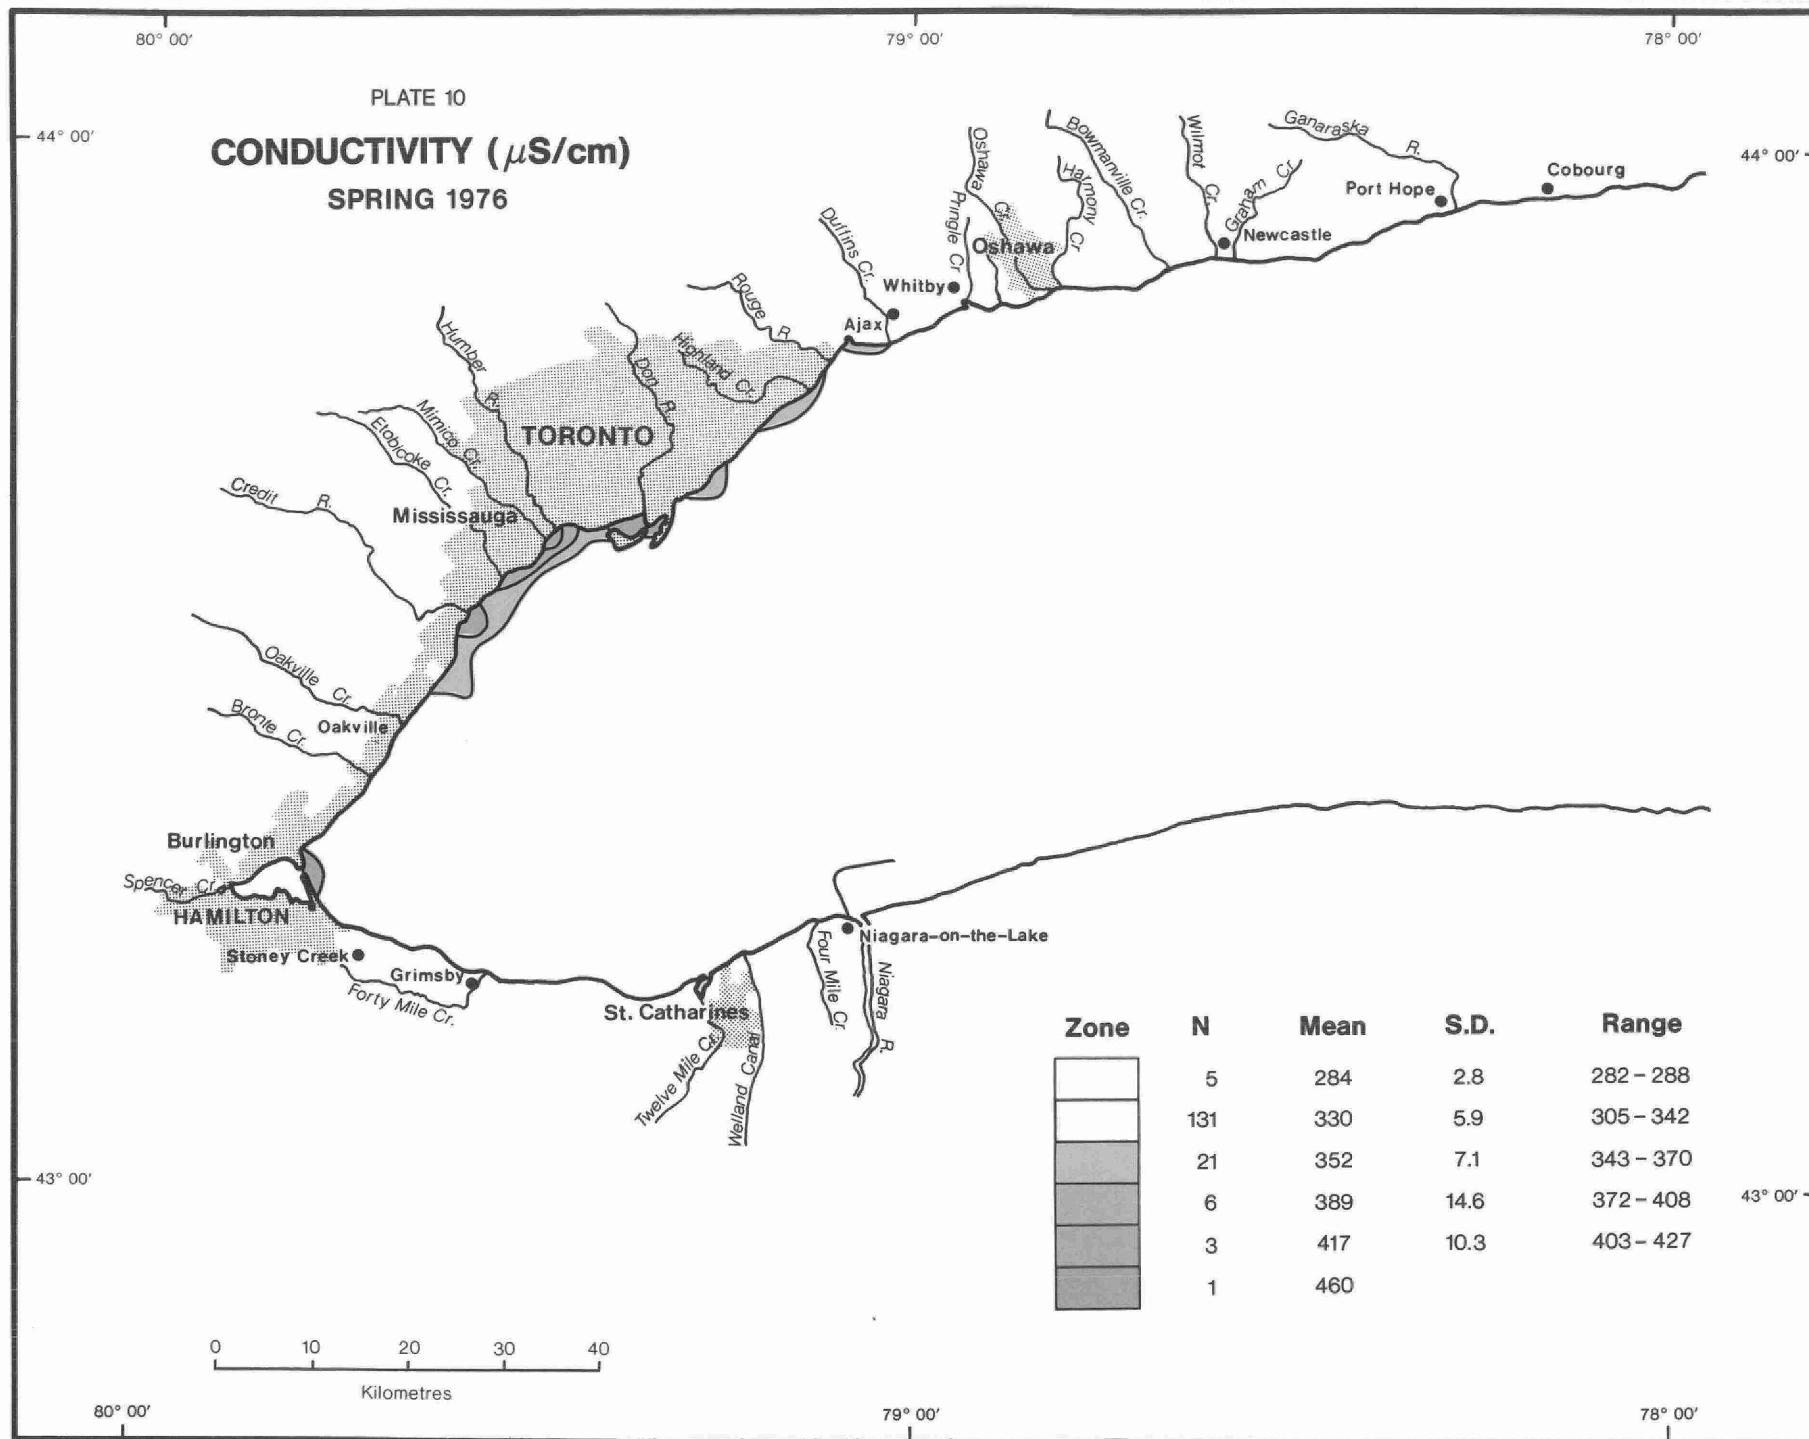 80° 00′ 79° 00′ 78° 00′
PLATE 10
44° 00′
CONDUCTIVITY (μS/cm)
SPRING 1976
44° 00′
Ganaraska R.
Cobourg
Port Hope
Wilmot Cr.
Graham Cr.
Newcastle
Bowmanville Cr.
Harmony Cr
Oshawa Cr.
Oshawa
Pringle Cr
Whitby
Duffins Cr.
Ajax
Rouge R
Highland Cr.
Don R.
Humber R.
TORONTO
Mimico Cr.
Etobicoke Cr.
Mississauga
Credit R.
Oakville Cr.
Oakville
Bronte Cr.
Burlington
Spencer Cr.
HAMILTON
Stoney Creek
Grimsby
Forty Mile Cr.
St. Catharines
Twelve Mile Cr.
Welland Canal
Four Mile Cr.
Niagara-on-the-Lake
Niagara R.
Zone N Mean S.D. Range
5 284 2.8 282-288
131 330 5.9 305-342
21 352 7.1 343-370
6 389 14.6 372-408
3 417 10.3 403-427
1 460
43° 00′
43° 00′
0 10 20 30 40
Kilometres
80° 00′ 79° 00′ 78° 00′